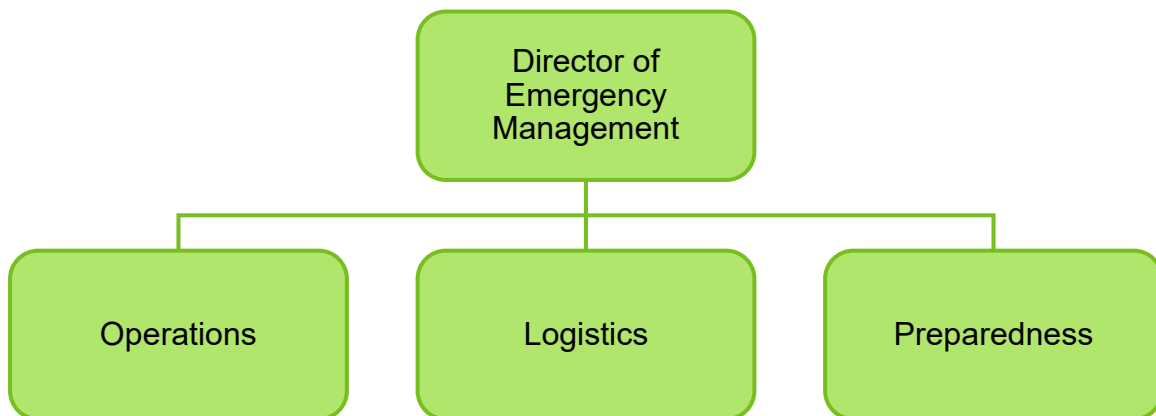 Director of
Emergency
Management
Operations
Logistics
Preparedness